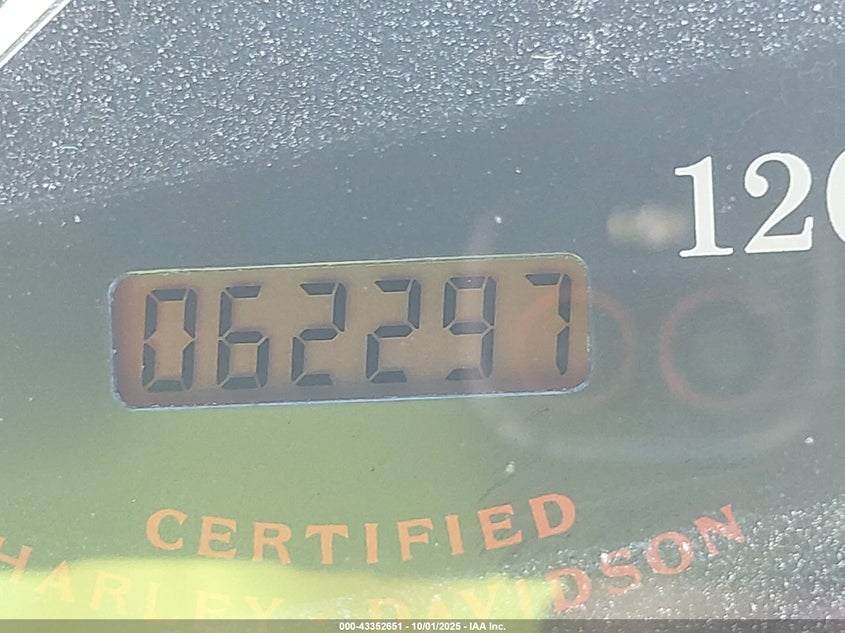 120
062297
CERTIFIED
HARLEY-DAVIDSON
000-43352651 - 10/01/2025 - IAA Inc.